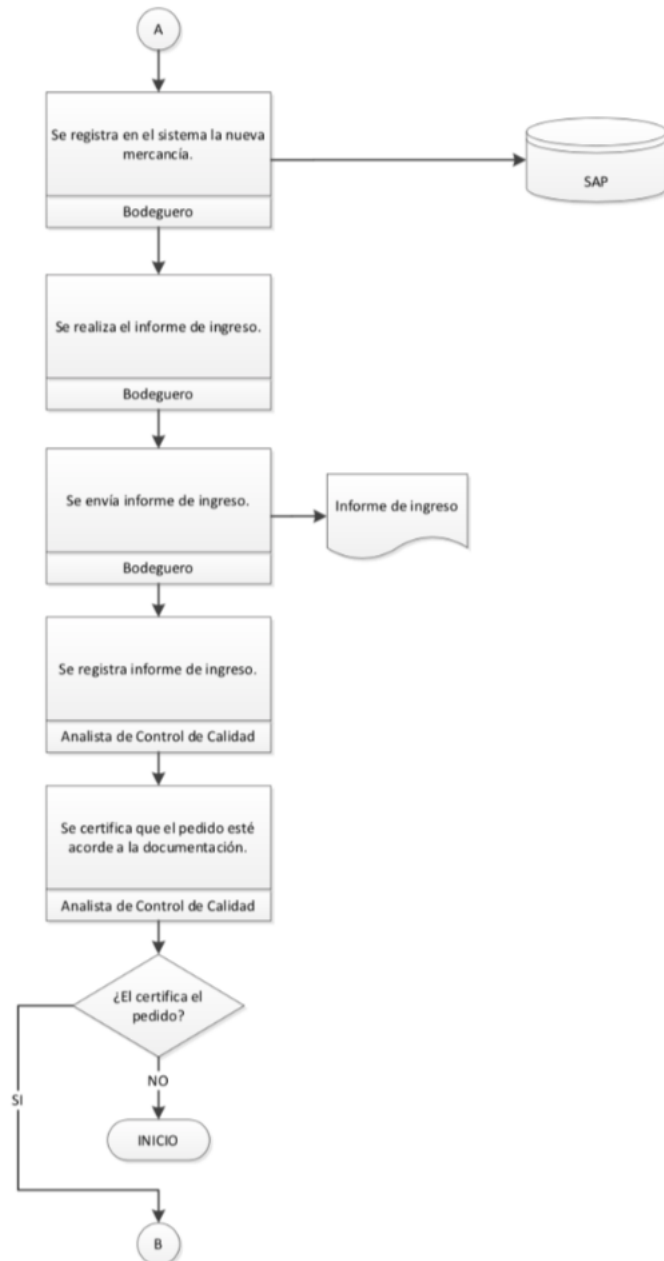 A
Se registra en el sistema la nueva
mercancía.
Bodeguero
SAP
Se realiza el informe de ingreso.
Bodeguero
Se envía informe de ingreso.
Bodeguero
Informe de ingreso
Se registra informe de ingreso.
Analista de Control de Calidad
Se certifica que el pedido esté
acorde a la documentación.
Analista de Control de Calidad
¿El certifica el
pedido?
NO
SI
INICIO
B